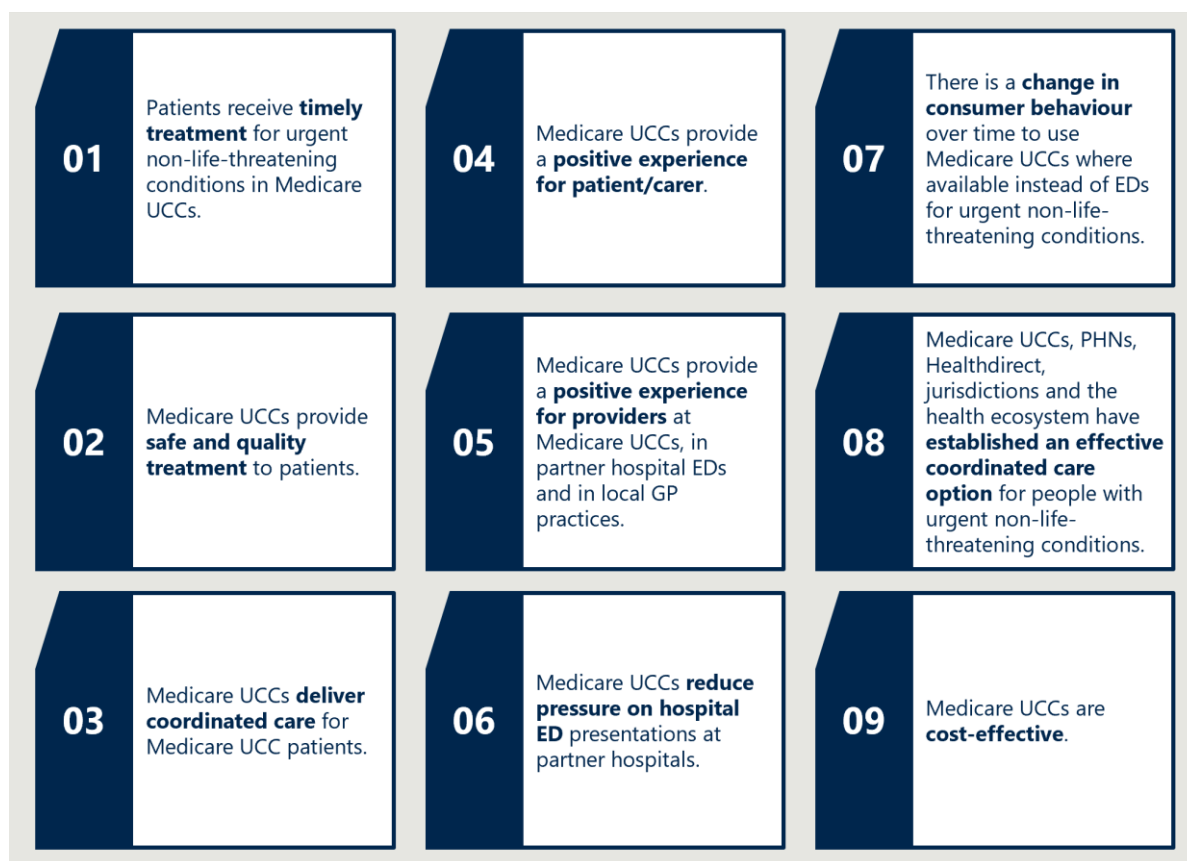 01
Patients receive timely
treatment for urgent
non-life-threatening
conditions in Medicare
UCCs.
02
Medicare UCCs provide
safe and quality
treatment to patients.
03
Medicare UCCs deliver
coordinated care for
Medicare UCC patients.
04
Medicare UCCs provide
a positive experience
for patient/carer.
05
Medicare UCCs provide
a positive experience
for providers at
Medicare UCCs, in
partner hospital EDs
and in local GP
practices.
06
Medicare UCCs reduce
pressure on hospital
ED presentations at
partner hospitals.
07
There is a change in
consumer behaviour
over time to use
Medicare UCCs where
available instead of EDs
for urgent non-life-
threatening conditions.
08
Medicare UCCs, PHNs,
Healthdirect,
jurisdictions and the
health ecosystem have
established an effective
coordinated care
option for people with
urgent non-life-
threatening conditions.
09
Medicare UCCs are
cost-effective.